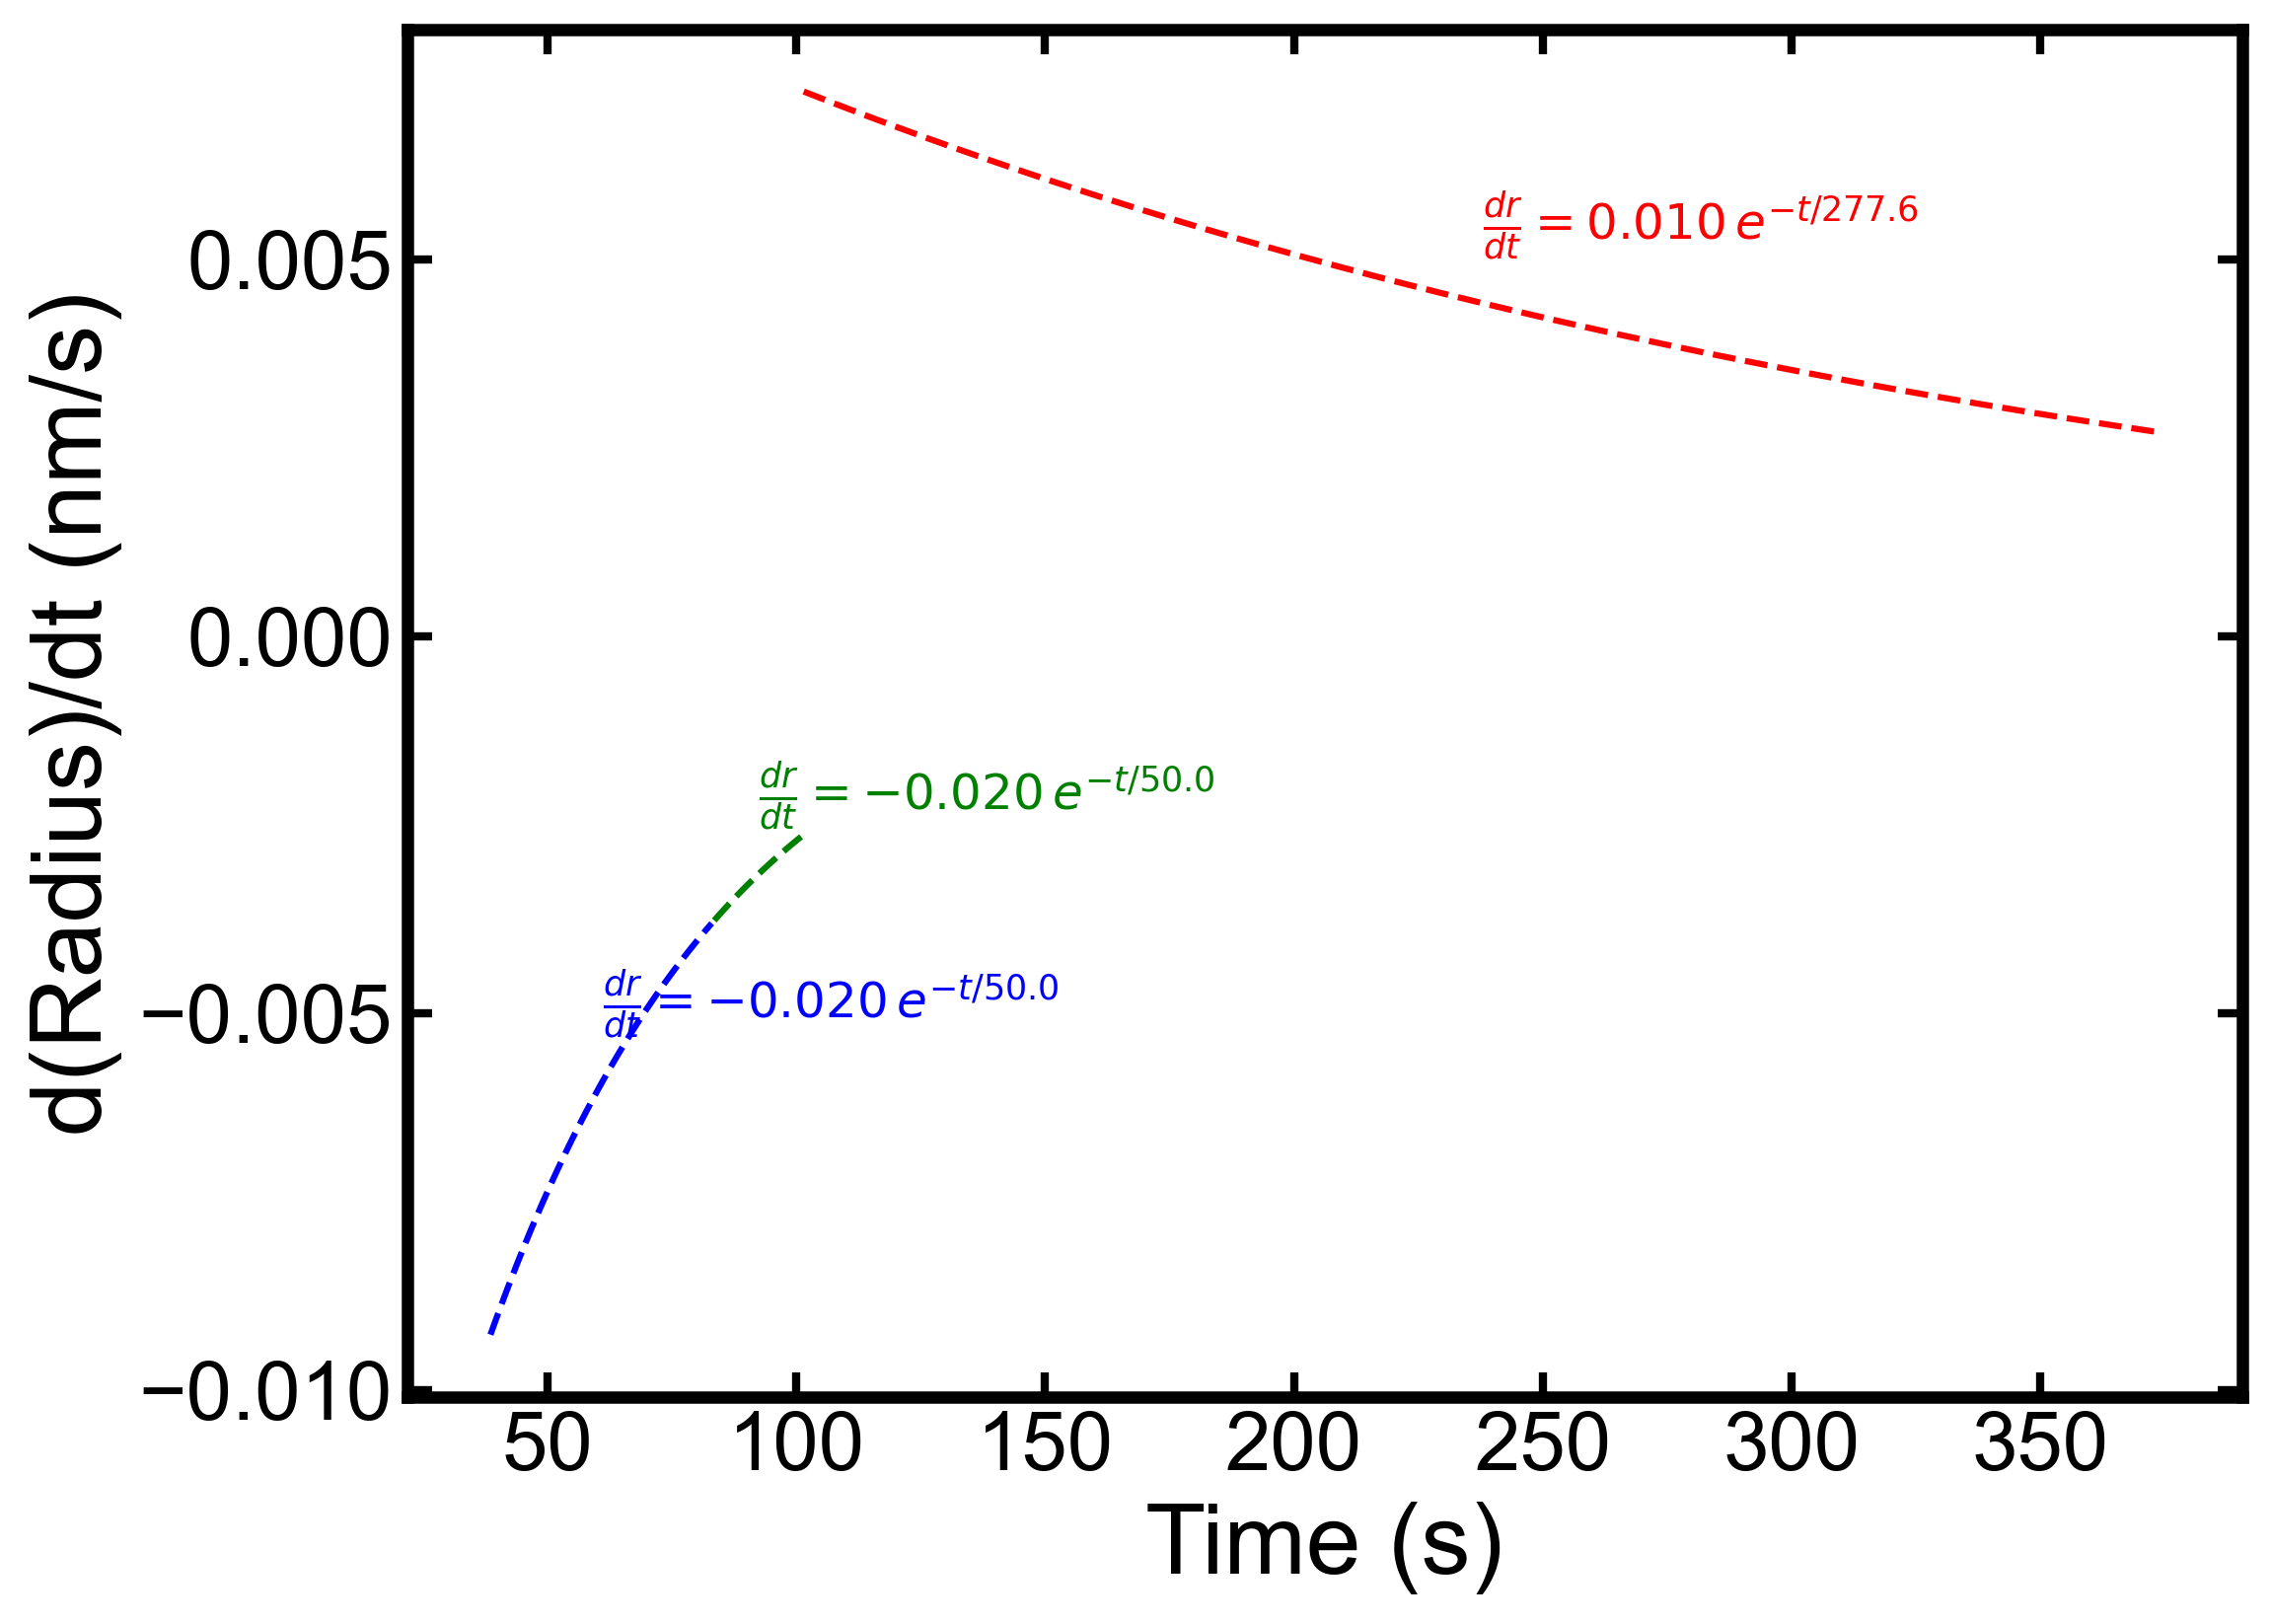 d(Radius)/dt (nm/s)
0.005
0.000
−0.005
−0.010
dr/dt = 0.010 e^{−t/277.6}
dr/dt = −0.020 e^{−t/50.0}
dr/dt = −0.020 e^{−t/50.0}
50 100 150 200 250 300 350
Time (s)